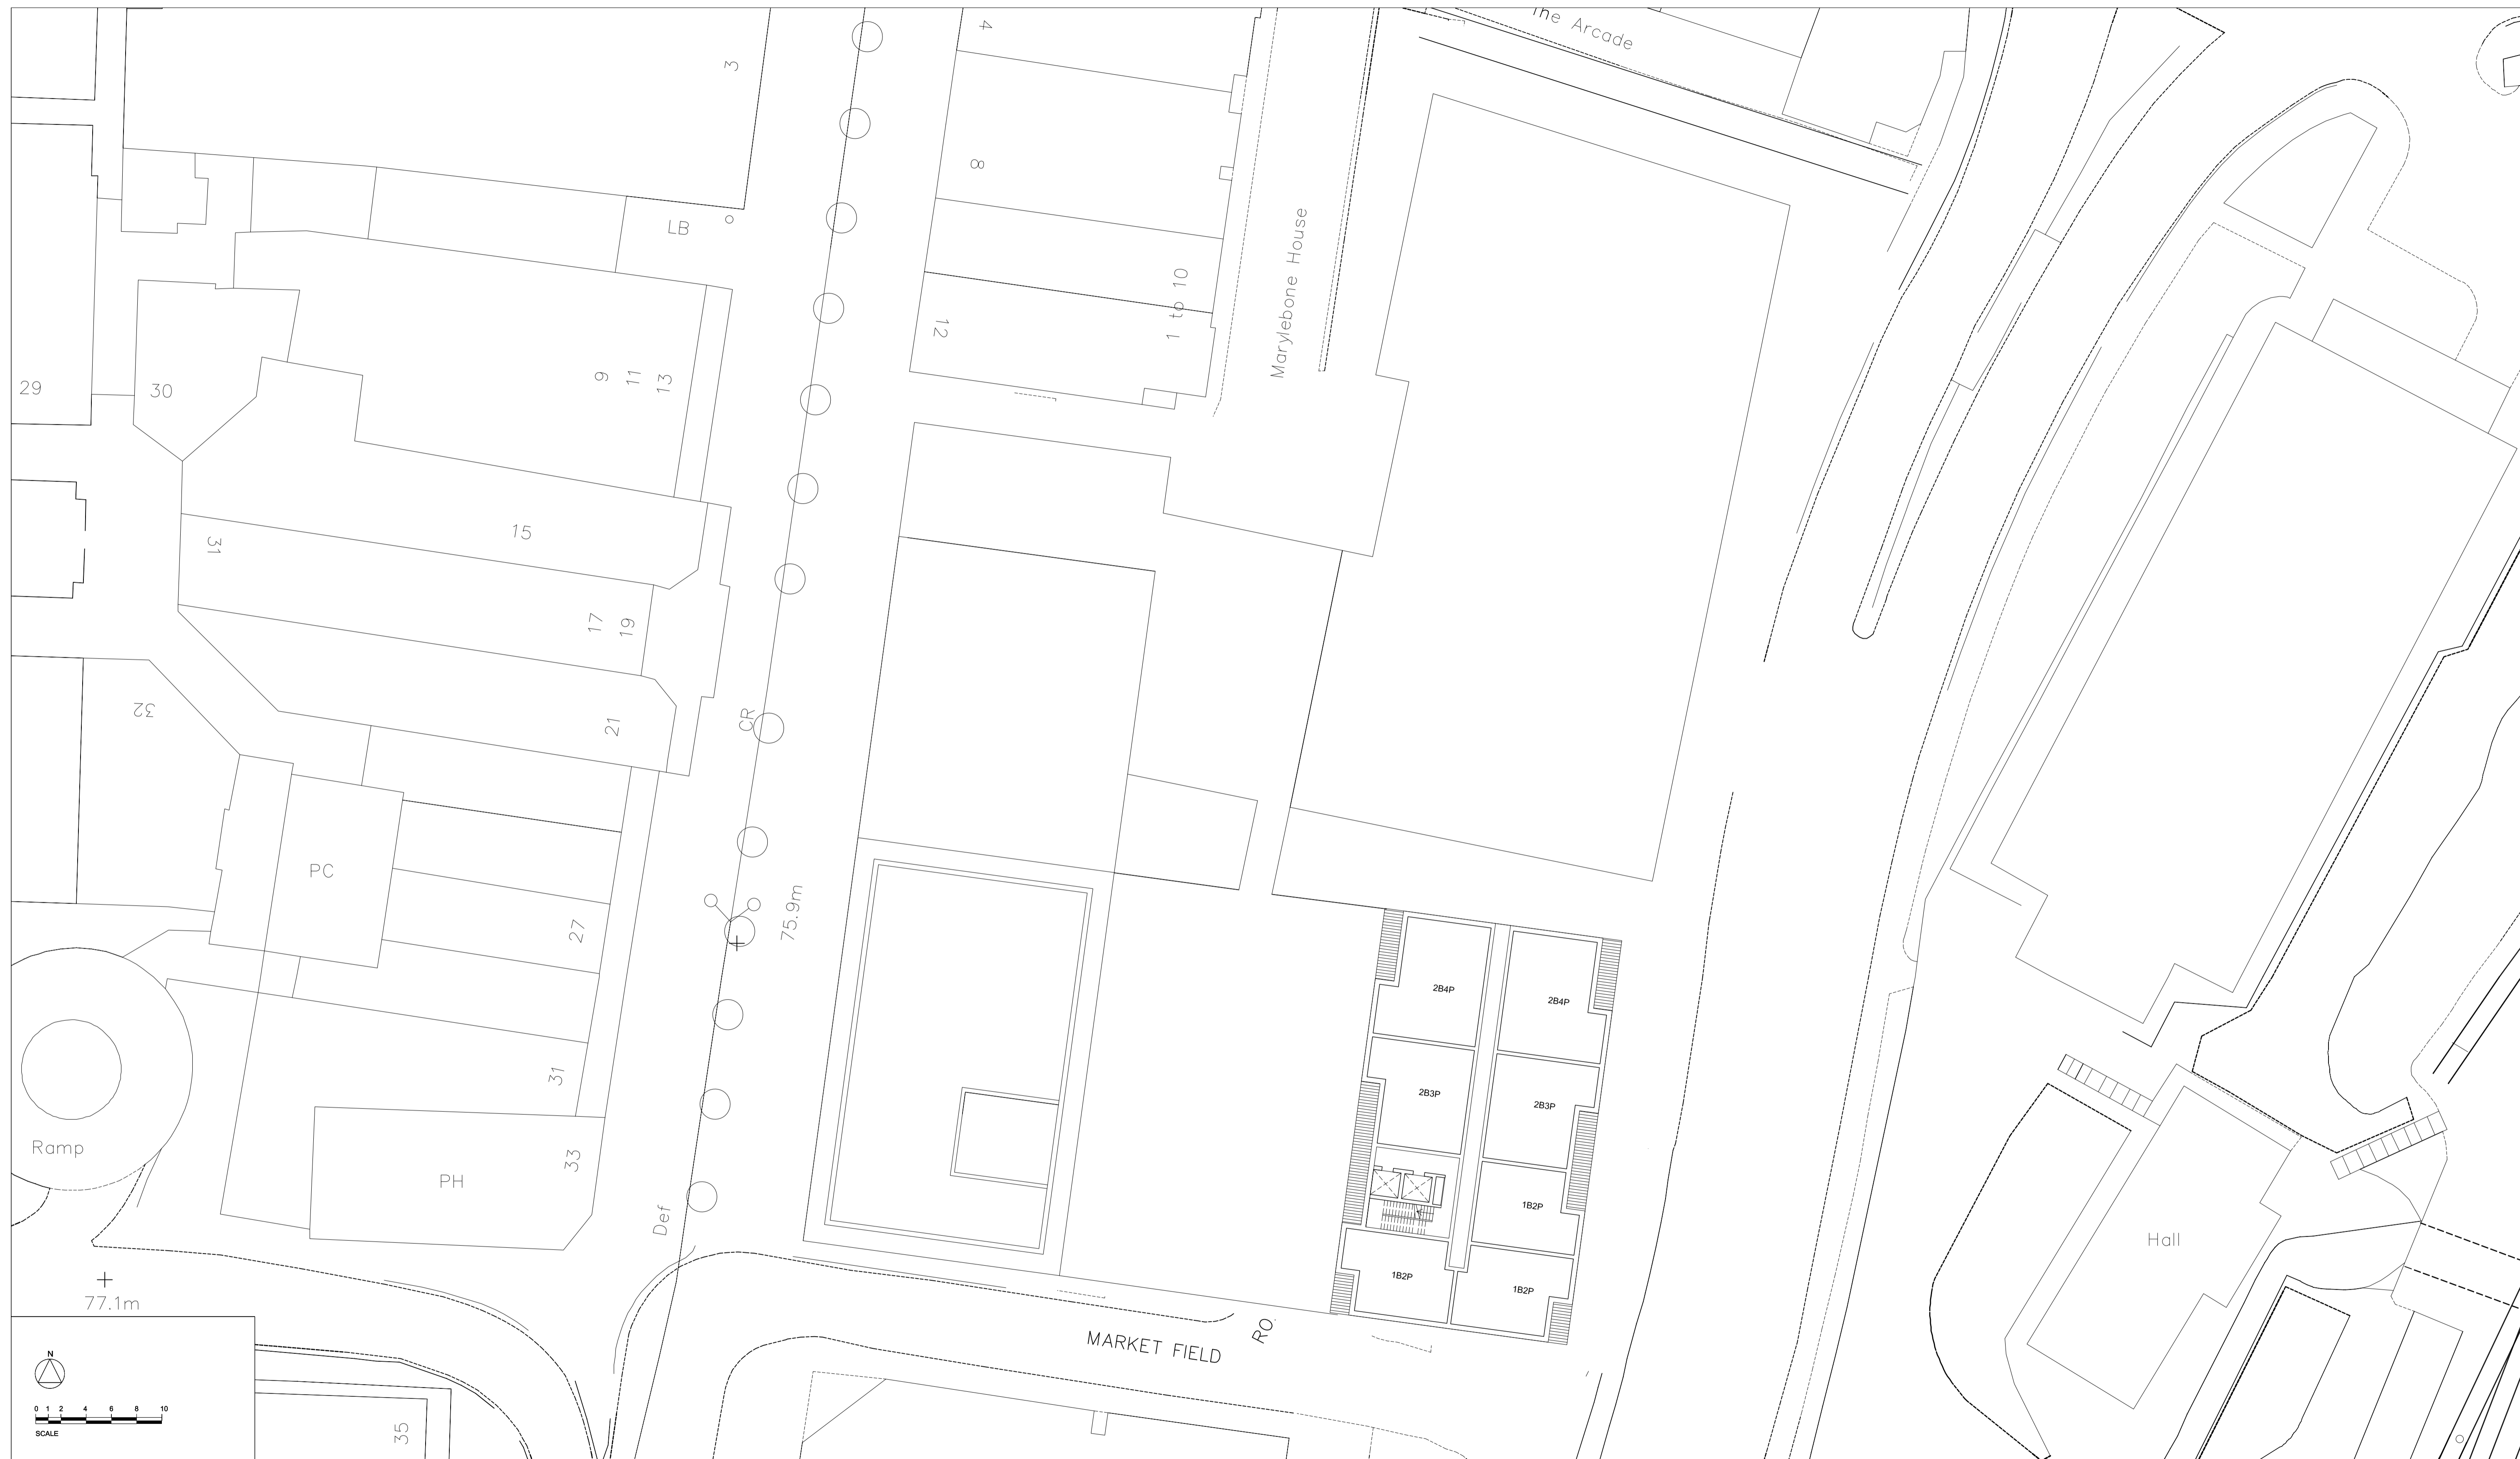 4
The Arcade
3
8
LB
Marylebone House
1 to 10
12
29
30
9
11
13
15
31
17
19
32
21
CR
PC
27
75.9m
2B4P
2B4P
2B3P
2B3P
31
Ramp
33
PH
Def
1B2P
1B2P
1B2P
Hall
77.1m
MARKET FIELD
RO
N
0 1 2 4 6 8 10
SCALE
35